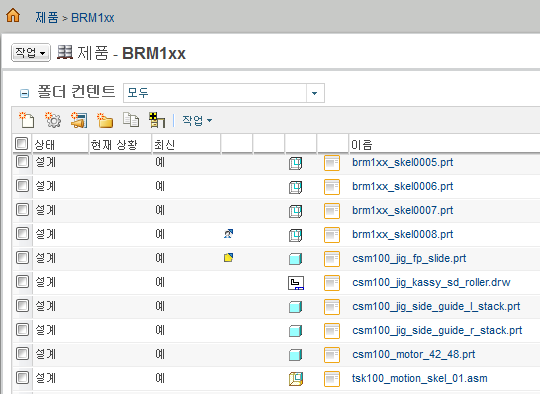 제품 > BRM1xx
작업 제품 - BRM1xx
폴더 컨텐트 모두
작업
상태 현재 상황 최신 이름
설계 예 brm1xx_skel0005.prt
설계 예 brm1xx_skel0006.prt
설계 예 brm1xx_skel0007.prt
설계 예 brm1xx_skel0008.prt
설계 예 csm100_jig_fp_slide.prt
설계 예 csm100_jig_kassy_sd_roller.drw
설계 예 csm100_jig_side_guide_l_stack.prt
설계 예 csm100_jig_side_guide_r_stack.prt
설계 예 csm100_motor_42_48.prt
설계 예 tsk100_motion_skel_01.asm